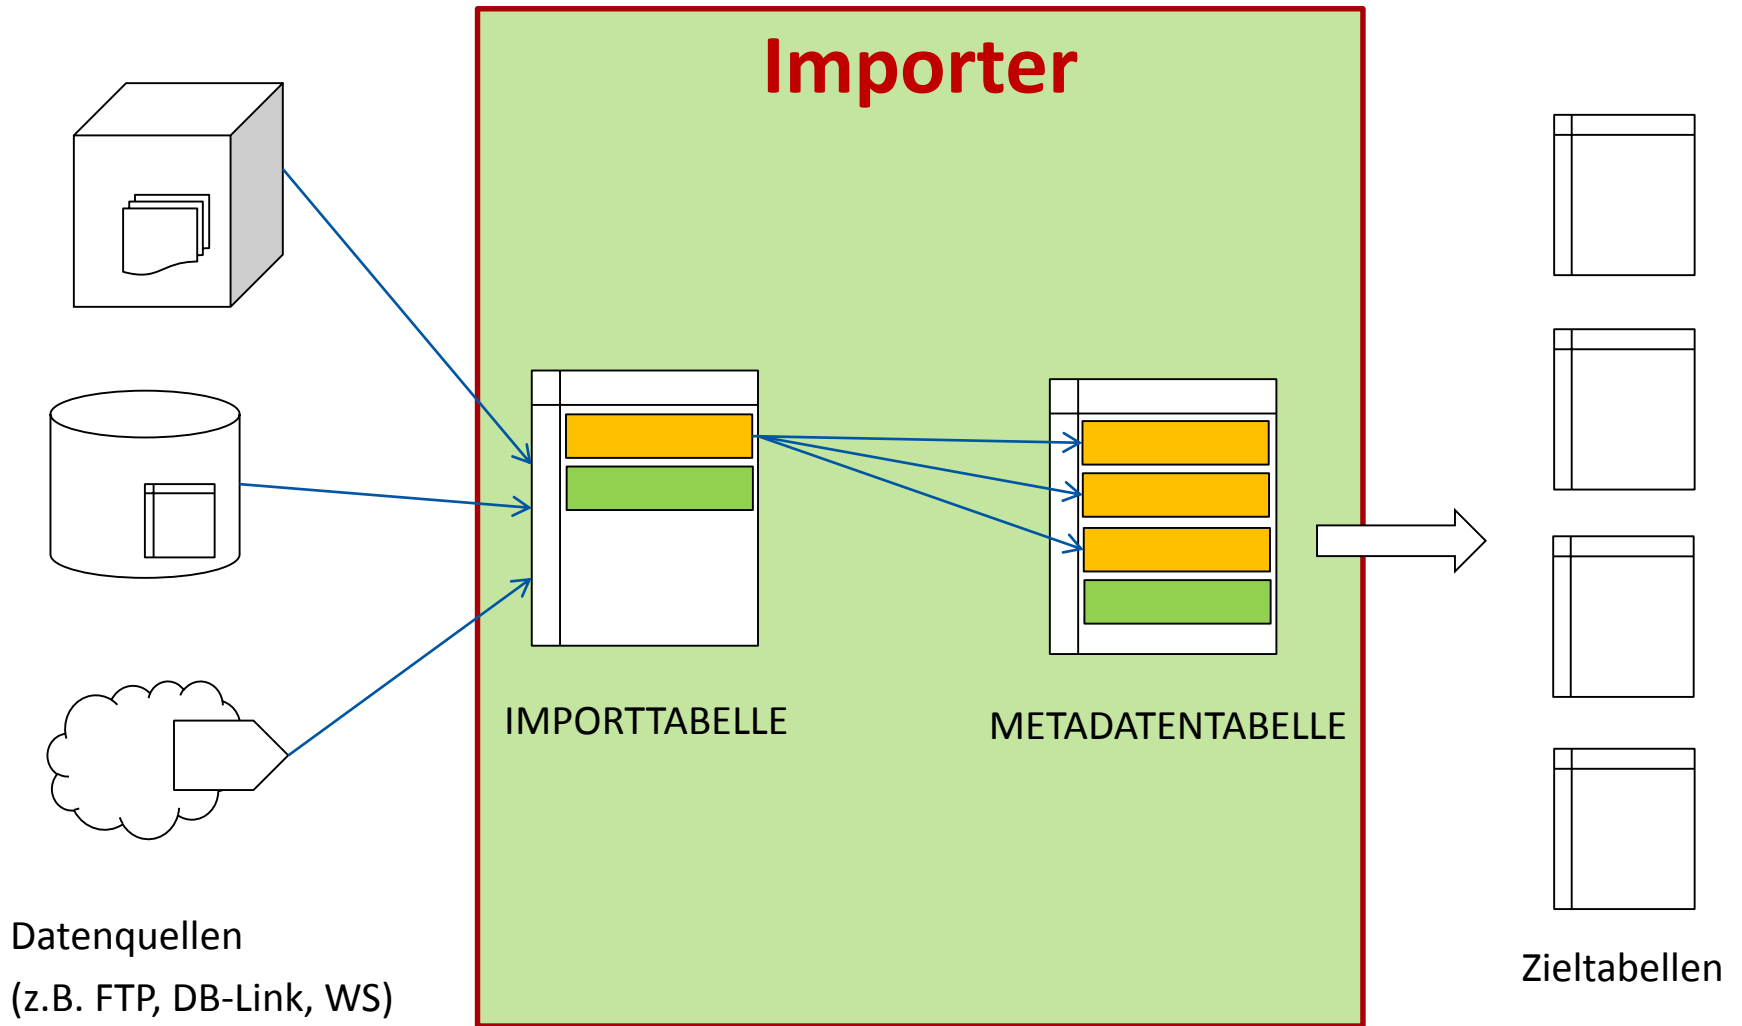 Importer
IMPORTTABELLE
METADATENTABELLE
Datenquellen
(z.B. FTP, DB-Link, WS)
Zieltabellen